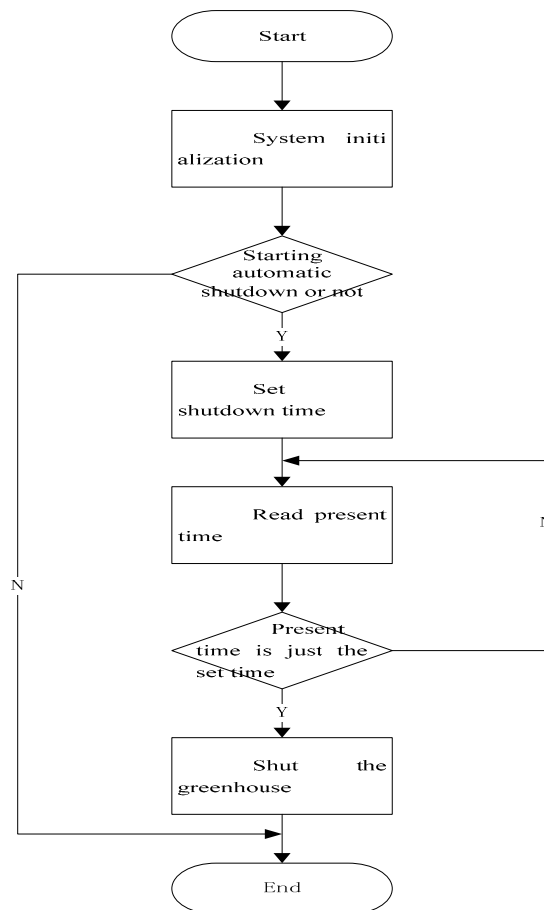 Start
System initi
alization
Starting
automatic
shutdown or not
Y
Set
shutdown time
Read present
time
N
N
Present
time is just the
set time
Y
Shut the
greenhouse
End